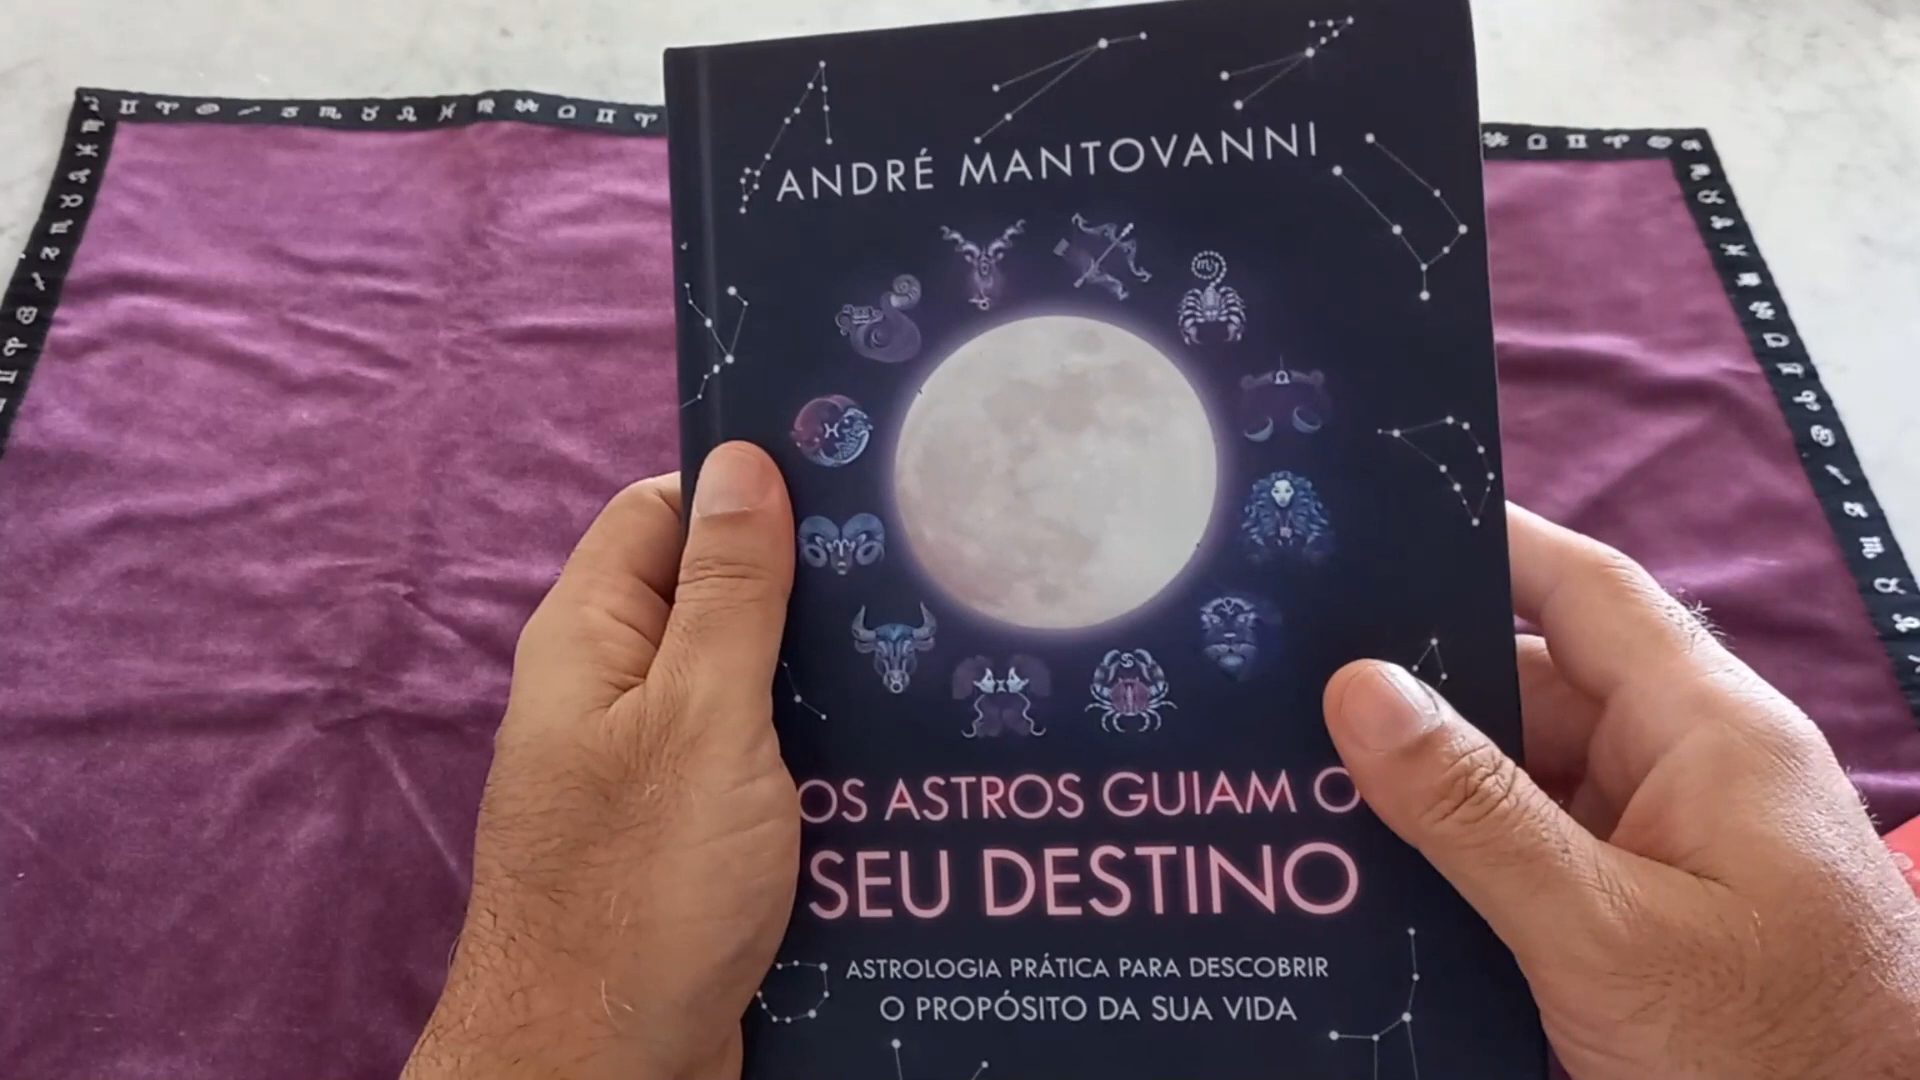 ANDRÉ MANTOVANNI
OS ASTROS GUIAM O
SEU DESTINO
ASTROLOGIA PRÁTICA PARA DESCOBRIR
O PROPÓSITO DA SUA VIDA